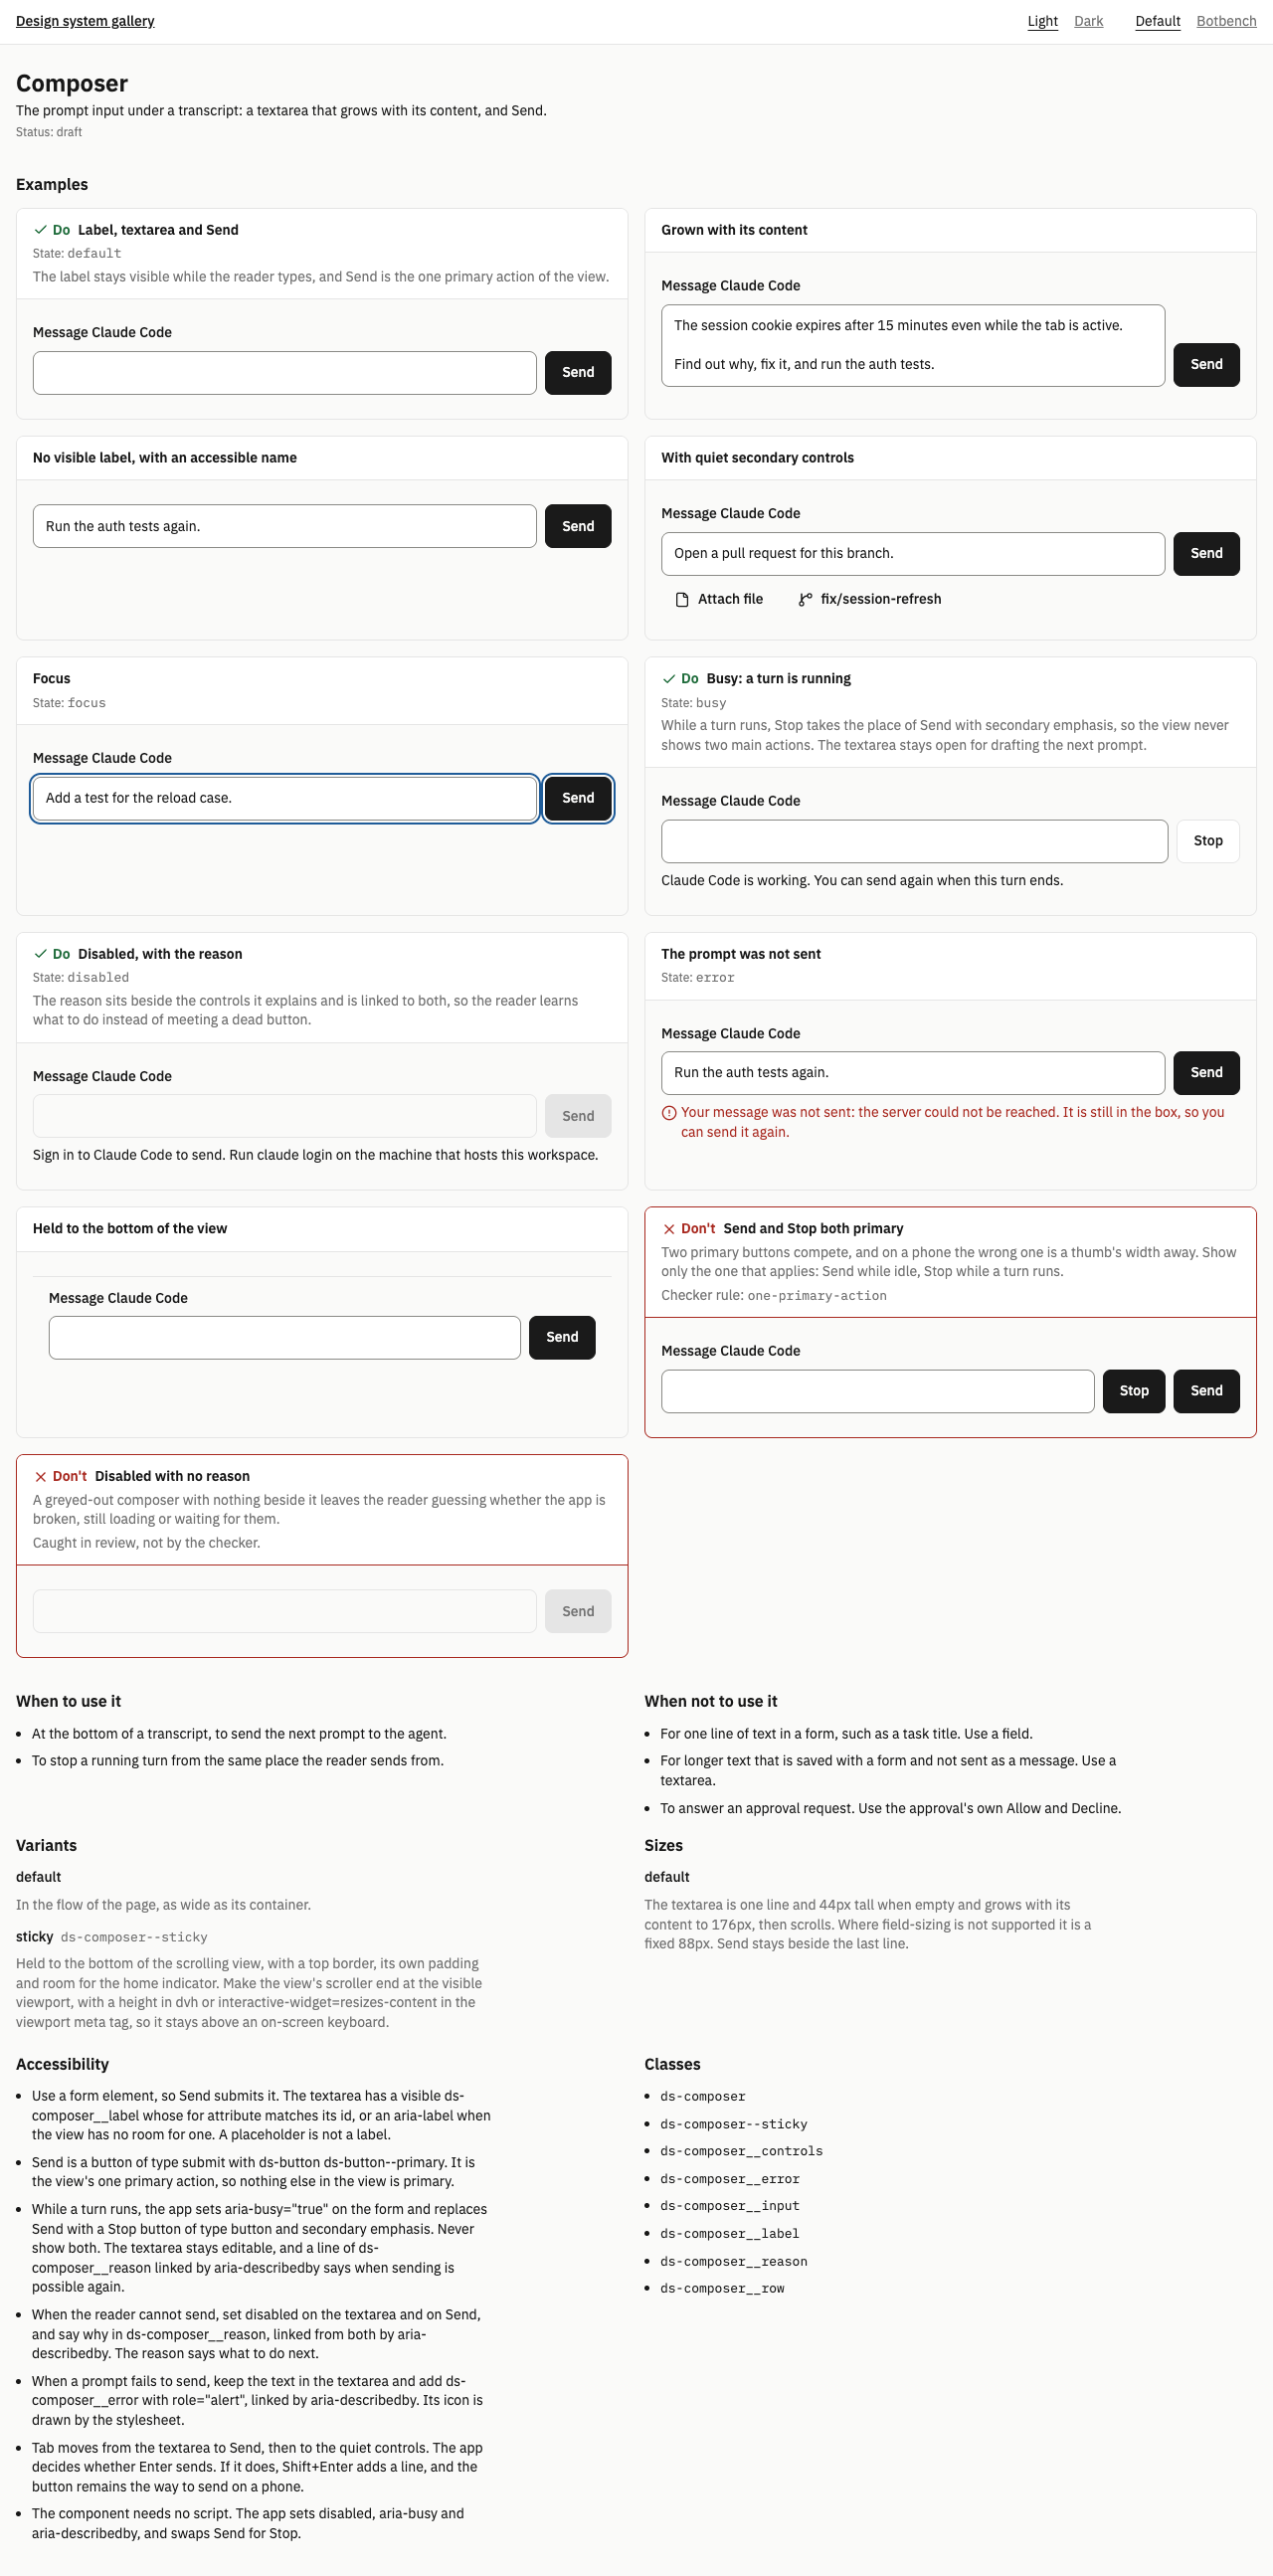 Design system gallery
Light Dark Default Botbench
Composer
The prompt input under a transcript: a textarea that grows with its content, and Send.
Status: draft
Examples
Do Label, textarea and Send
State: default
The label stays visible while the reader types, and Send is the one primary action of the view.
Message Claude Code
Send
Grown with its content
Message Claude Code
The session cookie expires after 15 minutes even while the tab is active.
Find out why, fix it, and run the auth tests.
Send
No visible label, with an accessible name
Run the auth tests again.
Send
With quiet secondary controls
Message Claude Code
Open a pull request for this branch.
Send
Attach file
fix/session-refresh
Focus
State: focus
Message Claude Code
Add a test for the reload case.
Send
Do Busy: a turn is running
State: busy
While a turn runs, Stop takes the place of Send with secondary emphasis, so the view never
shows two main actions. The textarea stays open for drafting the next prompt.
Message Claude Code
Stop
Claude Code is working. You can send again when this turn ends.
Do Disabled, with the reason
State: disabled
The reason sits beside the controls it explains and is linked to both, so the reader learns
what to do instead of meeting a dead button.
Message Claude Code
Send
Sign in to Claude Code to send. Run claude login on the machine that hosts this workspace.
The prompt was not sent
State: error
Message Claude Code
Run the auth tests again.
Send
Your message was not sent: the server could not be reached. It is still in the box, so you
can send it again.
Held to the bottom of the view
Message Claude Code
Send
Don't Send and Stop both primary
Two primary buttons compete, and on a phone the wrong one is a thumb's width away. Show
only the one that applies: Send while idle, Stop while a turn runs.
Checker rule: one-primary-action
Message Claude Code
Stop
Send
Don't Disabled with no reason
A greyed-out composer with nothing beside it leaves the reader guessing whether the app is
broken, still loading or waiting for them.
Caught in review, not by the checker.
Send
When to use it
At the bottom of a transcript, to send the next prompt to the agent.
To stop a running turn from the same place the reader sends from.
When not to use it
For one line of text in a form, such as a task title. Use a field.
For longer text that is saved with a form and not sent as a message. Use a
textarea.
To answer an approval request. Use the approval's own Allow and Decline.
Variants
default
In the flow of the page, as wide as its container.
sticky ds-composer--sticky
Held to the bottom of the scrolling view, with a top border, its own padding
and room for the home indicator. Make the view's scroller end at the visible
viewport, with a height in dvh or interactive-widget=resizes-content in the
viewport meta tag, so it stays above an on-screen keyboard.
Sizes
default
The textarea is one line and 44px tall when empty and grows with its
content to 176px, then scrolls. Where field-sizing is not supported it is a
fixed 88px. Send stays beside the last line.
Accessibility
Use a form element, so Send submits it. The textarea has a visible ds-
composer__label whose for attribute matches its id, or an aria-label when
the view has no room for one. A placeholder is not a label.
Send is a button of type submit with ds-button ds-button--primary. It is
the view's one primary action, so nothing else in the view is primary.
While a turn runs, the app sets aria-busy="true" on the form and replaces
Send with a Stop button of type button and secondary emphasis. Never
show both. The textarea stays editable, and a line of ds-
composer__reason linked by aria-describedby says when sending is
possible again.
When the reader cannot send, set disabled on the textarea and on Send,
and say why in ds-composer__reason, linked from both by aria-
describedby. The reason says what to do next.
When a prompt fails to send, keep the text in the textarea and add ds-
composer__error with role="alert", linked by aria-describedby. Its icon is
drawn by the stylesheet.
Tab moves from the textarea to Send, then to the quiet controls. The app
decides whether Enter sends. If it does, Shift+Enter adds a line, and the
button remains the way to send on a phone.
The component needs no script. The app sets disabled, aria-busy and
aria-describedby, and swaps Send for Stop.
Classes
ds-composer
ds-composer--sticky
ds-composer__controls
ds-composer__error
ds-composer__input
ds-composer__label
ds-composer__reason
ds-composer__row